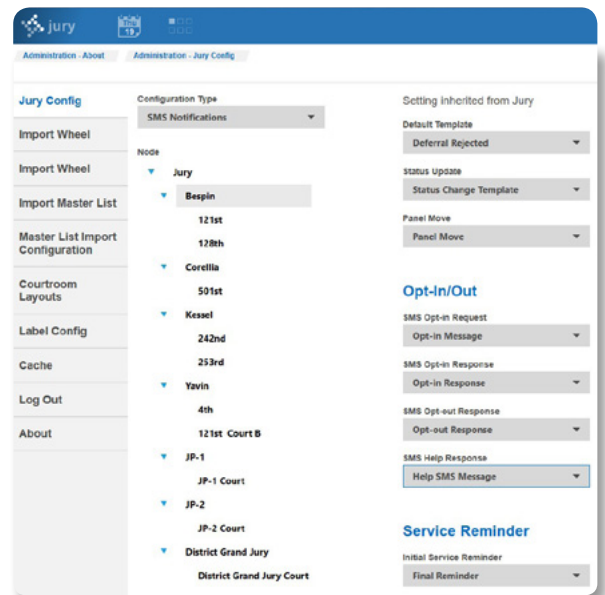 jury
THU
19
Administration - About
Administration - Jury Config
Jury Config
Import Wheel
Import Wheel
Import Master List
Master List Import
Configuration
Courtroom
Layouts
Label Config
Cache
Log Out
About
Configuration Type
SMS Notifications
Node
Jury
Bespin
121st
128th
Corellia
501st
Kessel
242nd
253rd
Yavin
4th
121st Court B
JP-1
JP-1 Court
JP-2
JP-2 Court
District Grand Jury
District Grand Jury Court
Setting inherited from Jury
Default Template
Deferral Rejected
Status Update
Status Change Template
Panel Move
Panel Move
Opt-In/Out
SMS Opt-in Request
Opt-in Message
SMS Opt-in Response
Opt-in Response
SMS Opt-out Response
Opt-out Response
SMS Help Response
Help SMS Message
Service Reminder
Initial Service Reminder
Final Reminder